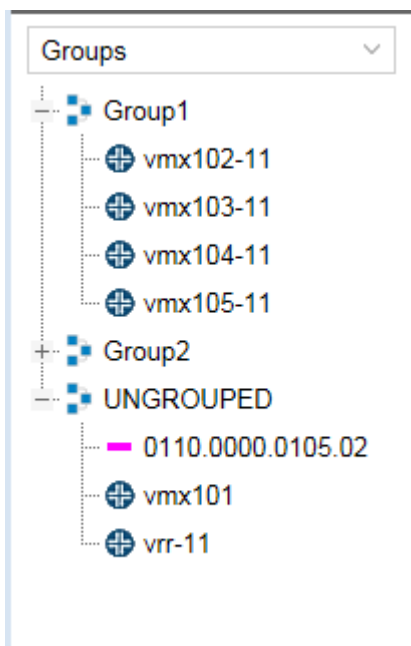 Groups
Group1
vmx102-11
vmx103-11
vmx104-11
vmx105-11
Group2
UNGROUPED
0110.0000.0105.02
vmx101
vrr-11